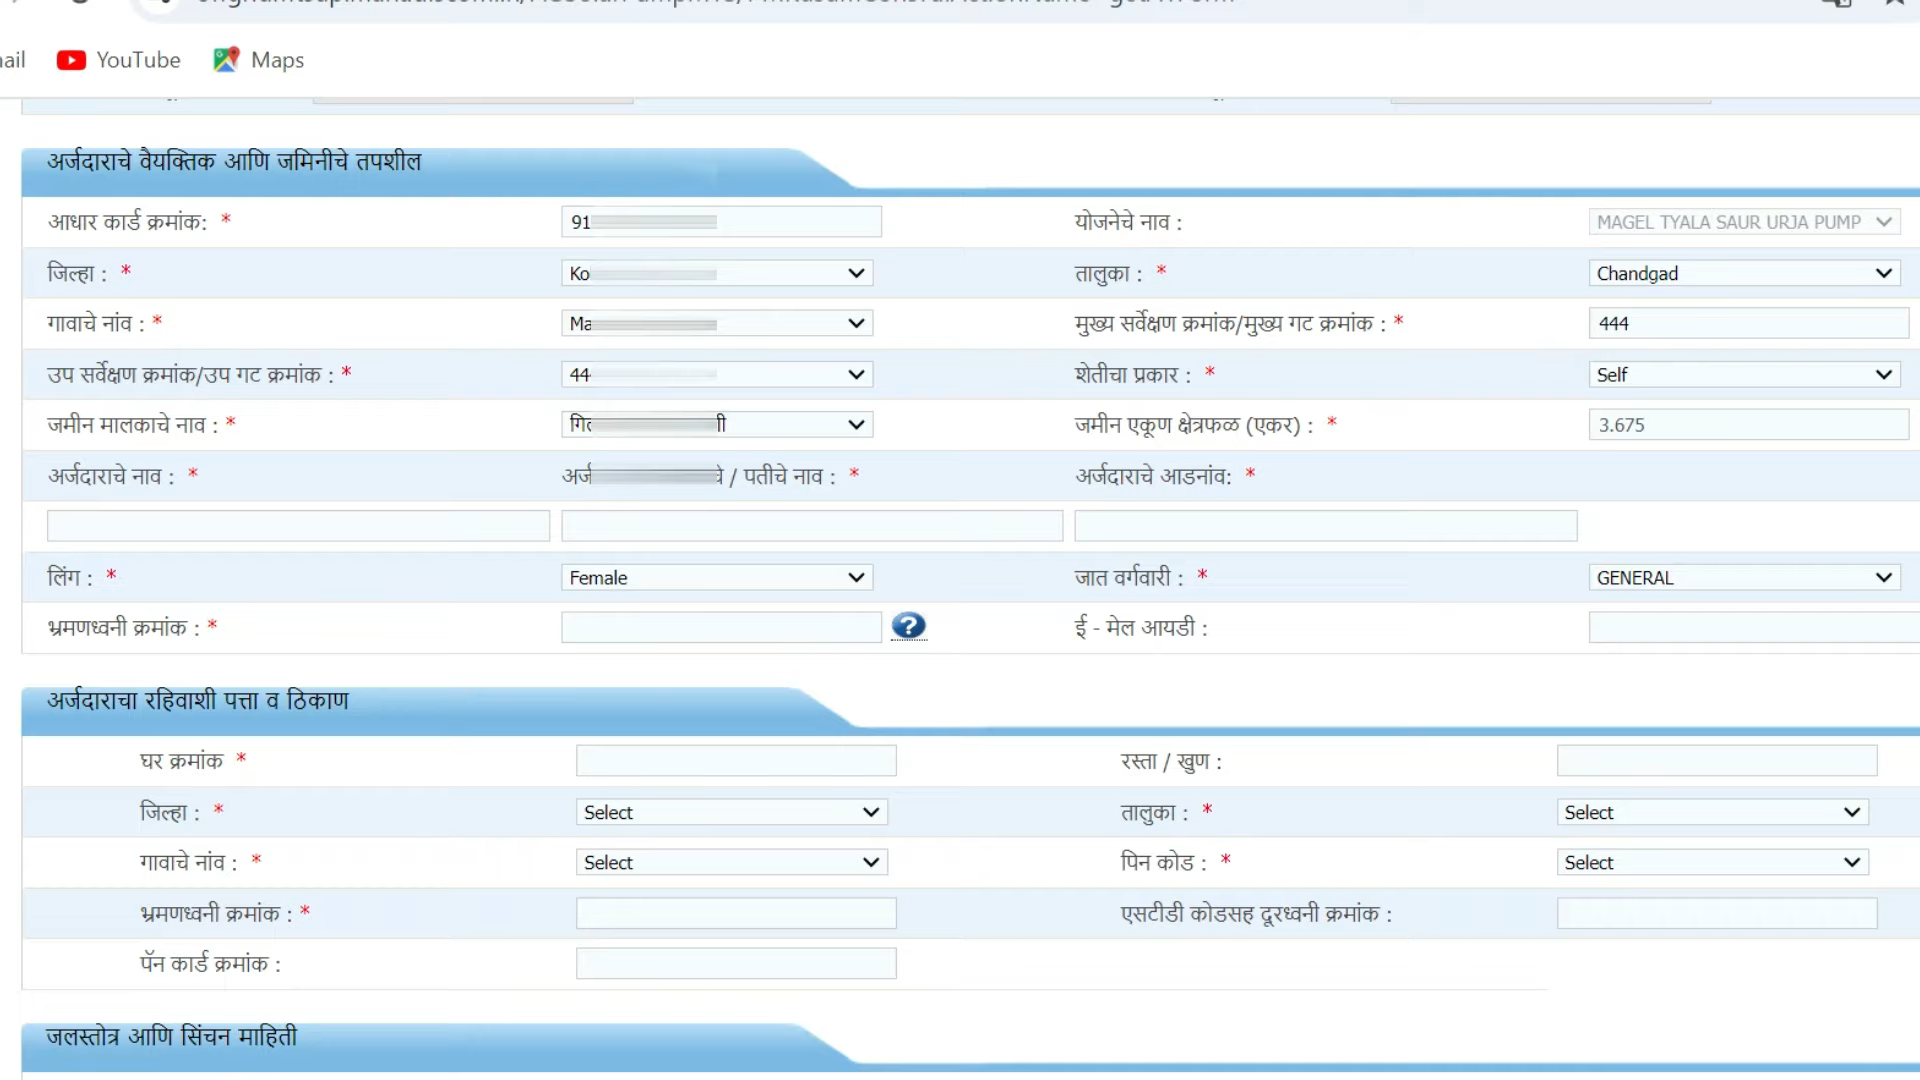 YouTube Maps
अर्जदाराचे वैयक्तिक आणि जमिनीचे तपशील
आधार कार्ड क्रमांक: * 91 योजनेचे नाव : MAGEL TYALA SAUR URJA PUMP
जिल्हा : * Ko तालुका : * Chandgad
गावाचे नांव : * Ma मुख्य सर्वेक्षण क्रमांक/मुख्य गट क्रमांक : * 444
उप सर्वेक्षण क्रमांक/उप गट क्रमांक : * 44 शेतीचा प्रकार : * Self
जमीन मालकाचे नाव : * जमीन एकूण क्षेत्रफळ (एकर) : * 3.675
अर्जदाराचे नाव : * अर्ज / पतीचे नाव : * अर्जदाराचे आडनांव: *
लिंग : * Female जात वर्गवारी : * GENERAL
भ्रमणध्वनी क्रमांक : * ? ई - मेल आयडी :
अर्जदाराचा रहिवाशी पत्ता व ठिकाण
घर क्रमांक * रस्ता / खुण :
जिल्हा : * Select तालुका : * Select
गावाचे नांव : * Select पिन कोड : * Select
भ्रमणध्वनी क्रमांक : * एसटीडी कोडसह दूरध्वनी क्रमांक :
पॅन कार्ड क्रमांक :
जलस्तोत्र आणि सिंचन माहिती